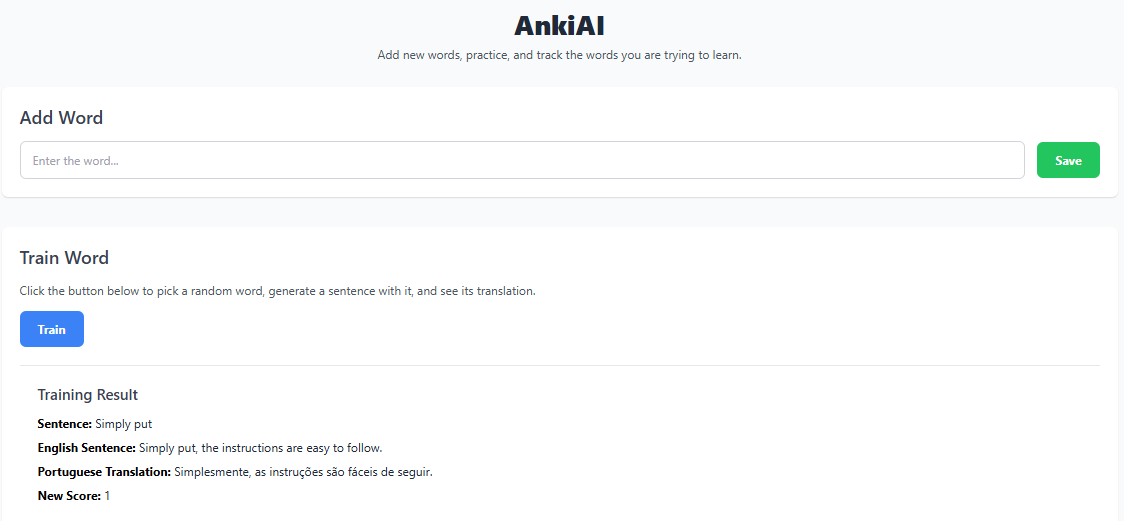 AnkiAI
Add new words, practice, and track the words you are trying to learn.
Add Word
Enter the word...
Save
Train Word
Click the button below to pick a random word, generate a sentence with it, and see its translation.
Train
Training Result
Sentence: Simply put
English Sentence: Simply put, the instructions are easy to follow.
Portuguese Translation: Simplesmente, as instruções são fáceis de seguir.
New Score: 1